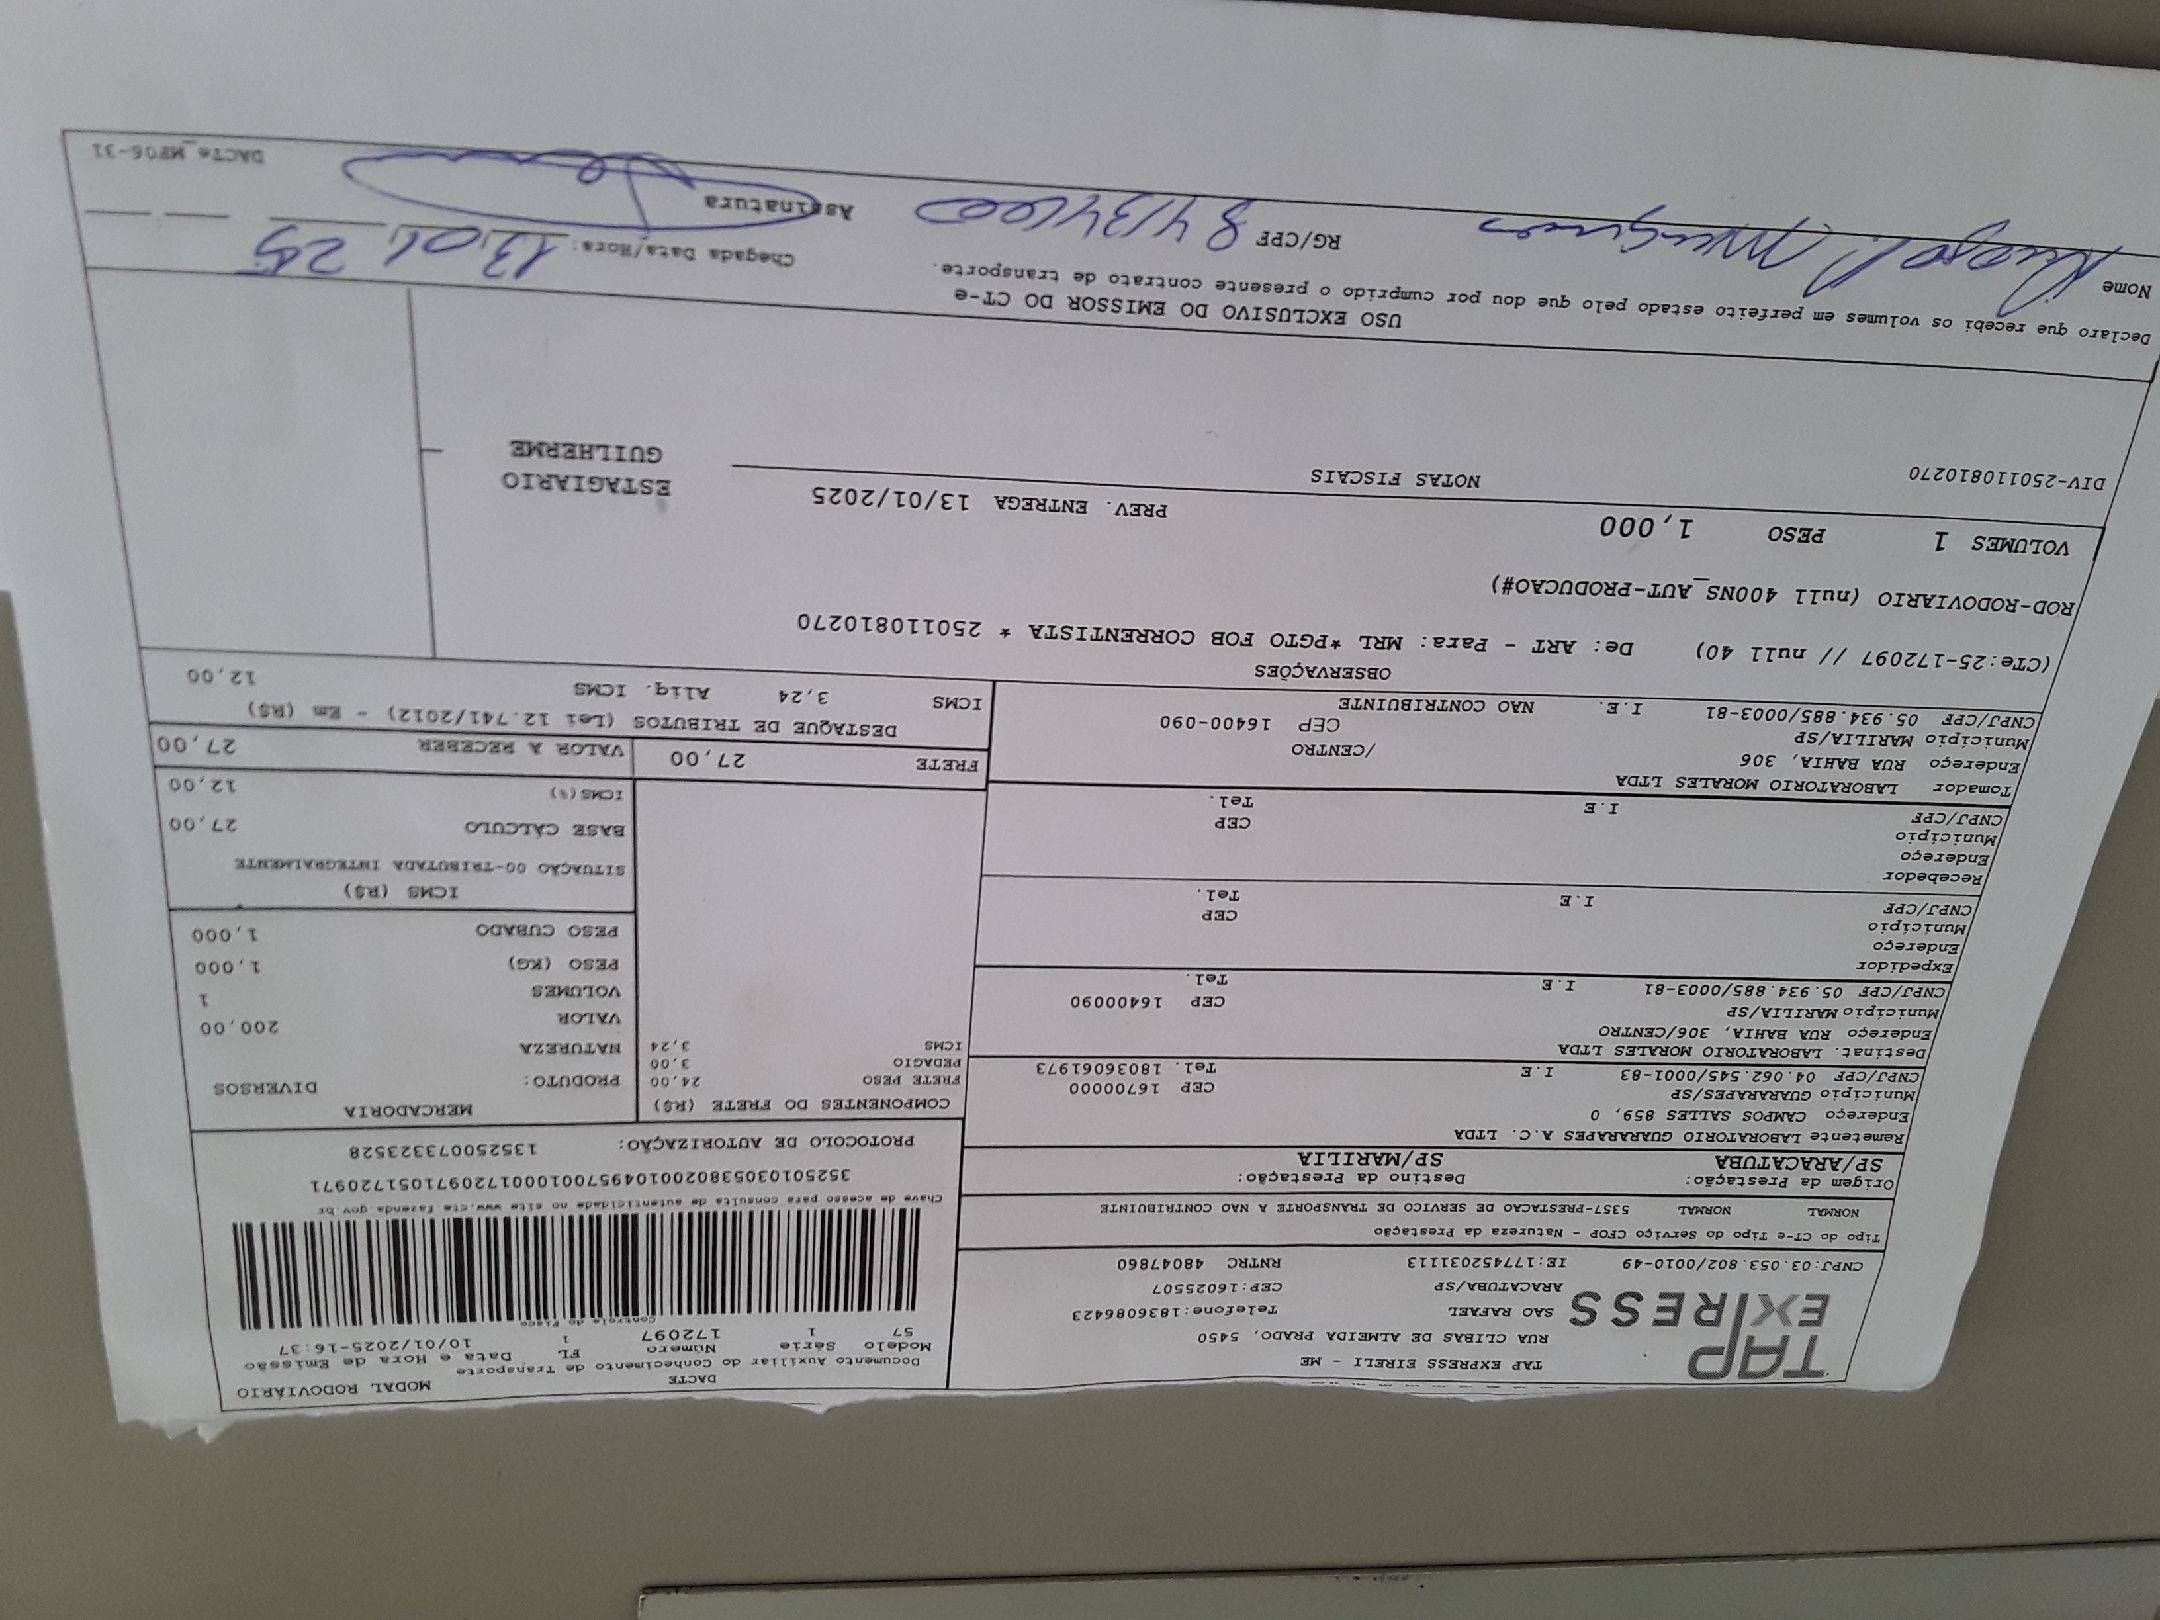 TAP
EXPRESS
TAP EXPRESS EIRELI - ME
RUA CLIBAS DE ALMEIDA PRADO, 5450
SAO RAFAEL Telefone:1836086423
ARACATUBA/SP CEP:16025507
CNPJ:03.053.802/0010-49 IE:177452031113 RNTRC 48047860
DACTE MODAL RODOVIÁRIO
Documento Auxiliar do Conhecimento de Transporte
Modelo Série Número FL Data e Hora de Emissão
57 1 172097 1 10/01/2025-16:37
Controle do Fisco
Chave de acesso para consulta de autenticidade no site www.cte.fazenda.gov.br
35250103053802001049570010001720971051720971
PROTOCOLO DE AUTORIZAÇÃO: 135250073323528
Tipo do CT-e Tipo do Serviço CFOP - Natureza da Prestação
NORMAL NORMAL 5357-PRESTACAO DE SERVICO DE TRANSPORTE A NAO CONTRIBUINTE
Origem da Prestação: Destino da Prestação:
SP/ARACATUBA SP/MARILIA
Remetente LABORATORIO GUARARAPES A.C. LTDA
Endereço CAMPOS SALLES 859, 0
Município GUARARAPES/SP CEP 16700000
CNPJ/CPF 04.062.545/0001-83 I.E Tel. 18036061973
Destinat. LABORATORIO MORALES LTDA
Endereço RUA BAHIA, 306/CENTRO
Município MARILIA/SP CEP 16400090
CNPJ/CPF 05.934.885/0003-81 I.E Tel.
Expedidor
Endereço
Município CEP
CNPJ/CPF I.E Tel.
Recebedor
Endereço
Município CEP
CNPJ/CPF I.E Tel.
Tomador LABORATORIO MORALES LTDA
Endereço RUA BAHIA, 306 /CENTRO
Município MARILIA/SP CEP 16400-090
CNPJ/CPF 05.934.885/0003-81 I.E. NAO CONTRIBUINTE
COMPONENTES DO FRETE (R$)
FRETE PESO 24,00
PEDAGIO 3,00
ICMS 3,24
MERCADORIA
PRODUTO: DIVERSOS
NATUREZA
VALOR 200,00
VOLUMES 1
PESO (KG) 1,000
PESO CUBADO 1,000
ICMS (R$)
SITUAÇÃO 00-TRIBUTADA INTEGRALMENTE
BASE CÁLCULO 27,00
ICMS(%) 12,00
FRETE 27,00 VALOR A RECEBER 27,00
DESTAQUE DE TRIBUTOS (Lei 12.741/2012) - Em (R$)
ICMS 3,24 Aliq. ICMS 12,00
OBSERVAÇÕES
(CTe:25-172097 // null 40) De: ART - Para: MRL *PGTO FOB CORRENTISTA * 250110810270
ROD-RODOVIARIO (null 400NS_AUT-PRODUCAO#)
VOLUMES 1 PESO 1,000 PREV. ENTREGA 13/01/2025
NOTAS FISCAIS
DIV-250110810270
ESTAGIARIO
GUILHERME
USO EXCLUSIVO DO EMISSOR DO CT-e
Declaro que recebi os volumes em perfeito estado pelo que dou por cumprido o presente contrato de transporte.
Chegada Data/Hora: 13,01,25
Nome RG/CPF Assinatura
DACTe_MF06-31